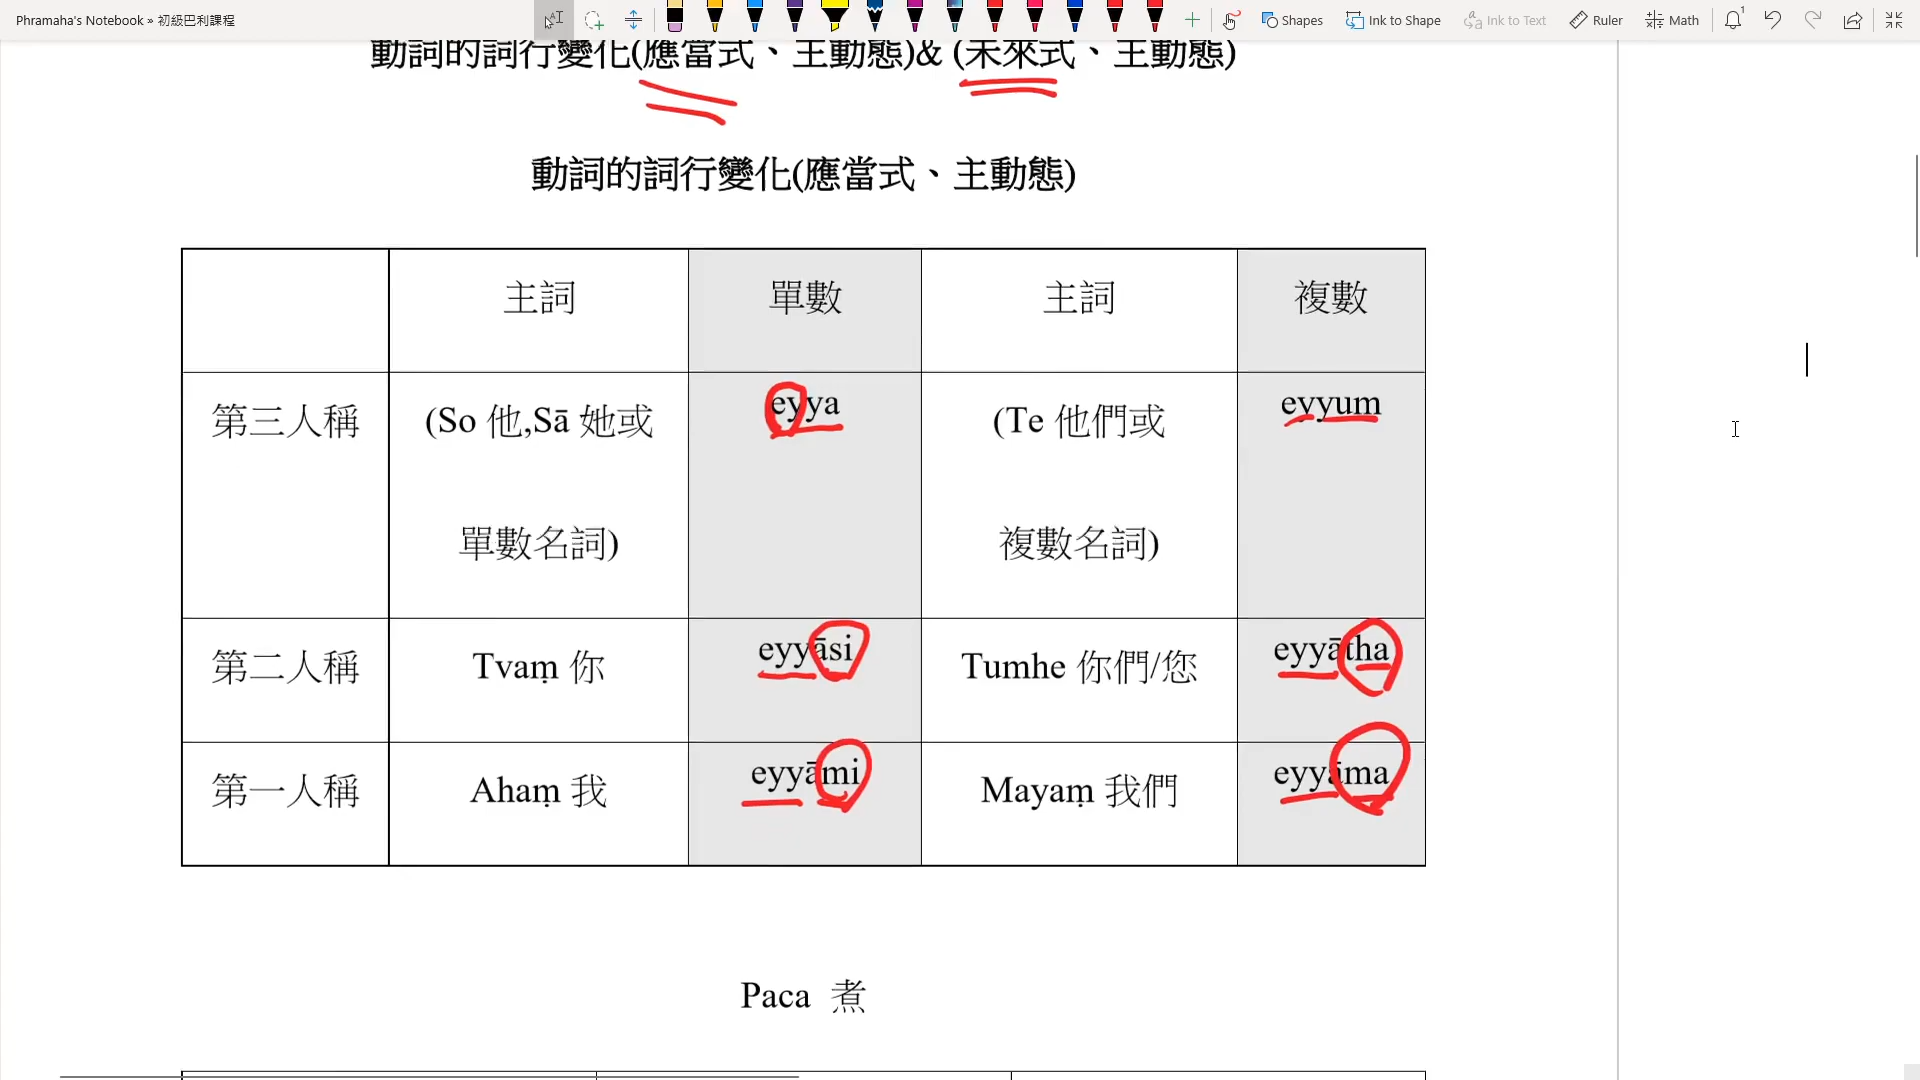 Phramaha's Notebook » 初級巴利課程
Shapes Ink to Shape Ink to Text Ruler Math
動詞的詞行變化(應當式、主動態)& (未來式、主動態)
動詞的詞行變化(應當式、主動態)
主詞 單數 主詞 複數
第三人稱 (So 他,Sā 她或 eyya (Te 他們或 eyyum
單數名詞) 複數名詞)
第二人稱 Tvaṃ 你 eyyāsi Tumhe 你們/您 eyyātha
第一人稱 Ahaṃ 我 eyyāmi Mayaṃ 我們 eyyāma
Paca 煮